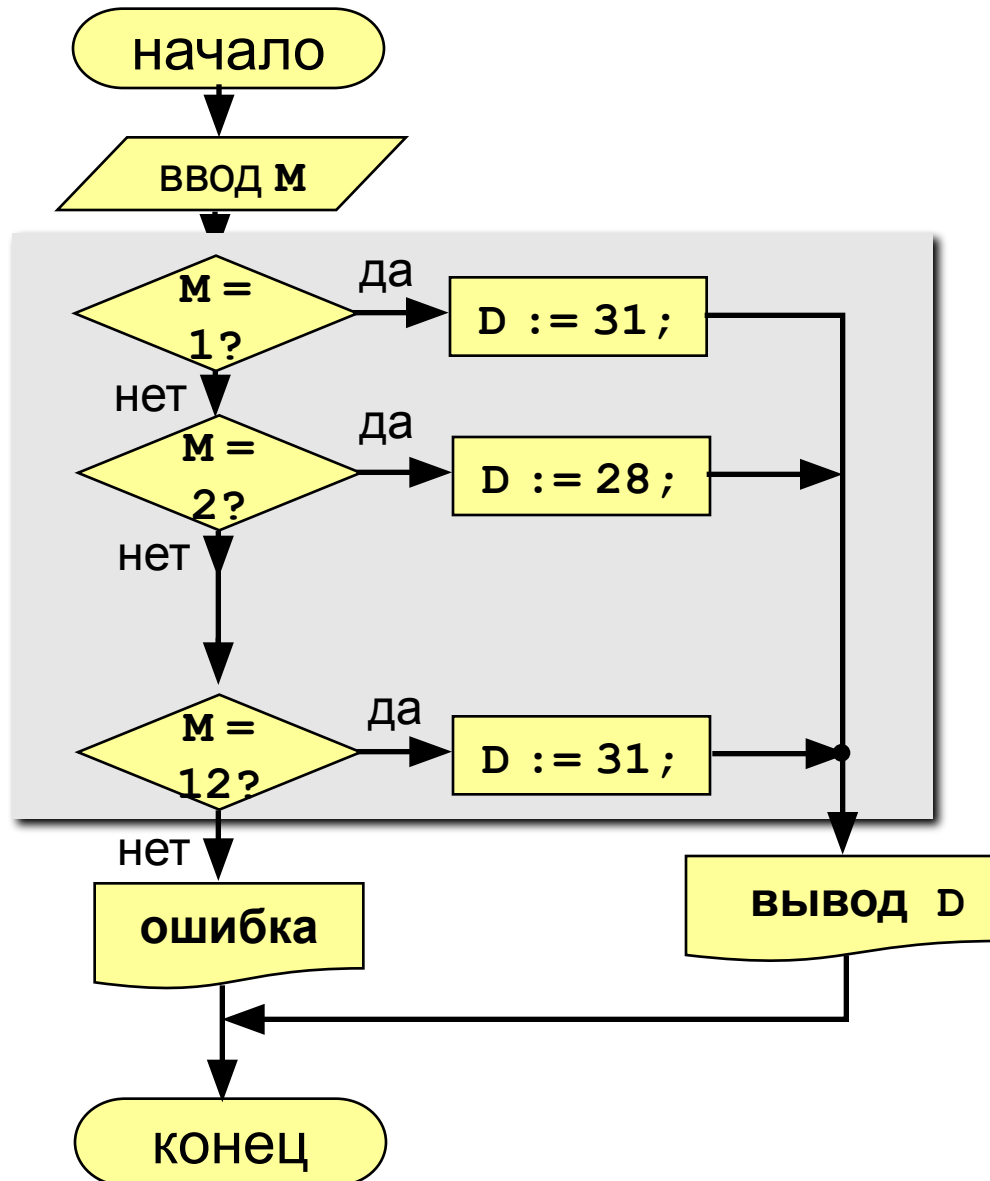 начало
ввод M
M =
1?
да
D := 31;
нет
M =
2?
да
D := 28;
нет
M =
12?
да
D := 31;
нет
ошибка
вывод D
конец